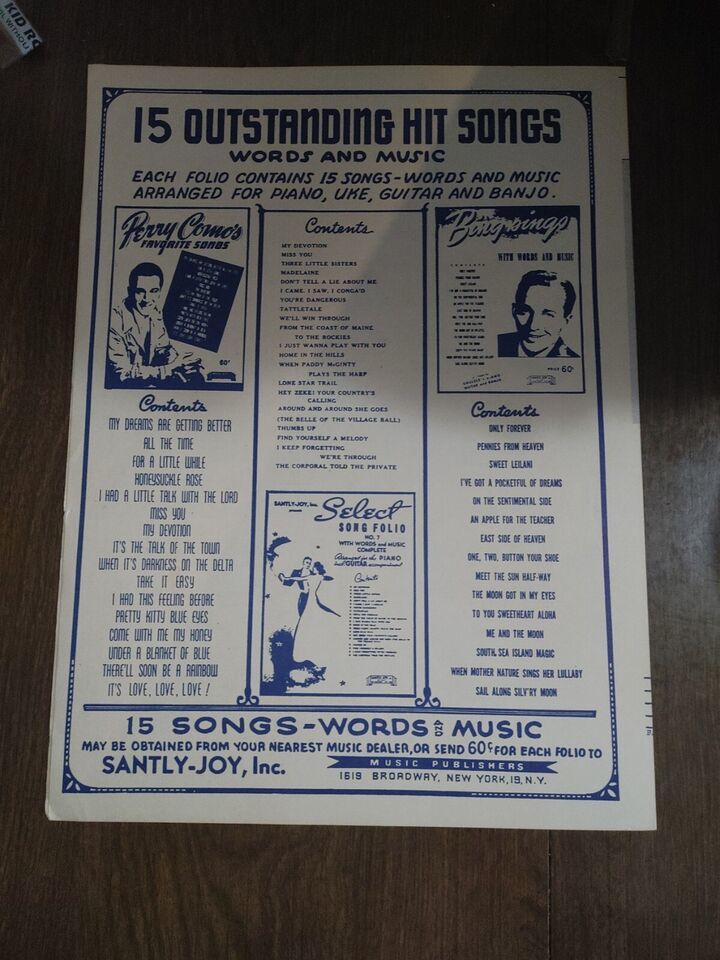 KID RO
15 OUTSTANDING HIT SONGS
WORDS AND MUSIC
EACH FOLIO CONTAINS 15 SONGS - WORDS AND MUSIC
ARRANGED FOR PIANO, UKE, GUITAR AND BANJO.
Perry Como's
FAVORITE SONGS
60¢
Contents
MY DREAMS ARE GETTING BETTER
ALL THE TIME
FOR A LITTLE WHILE
HONEYSUCKLE ROSE
I HAD A LITTLE TALK WITH THE LORD
MISS YOU
MY DEVOTION
IT'S THE TALK OF THE TOWN
WHEN IT'S DARKNESS ON THE DELTA
TAKE IT EASY
I HAD THIS FEELING BEFORE
PRETTY KITTY BLUE EYES
COME WITH ME MY HONEY
UNDER A BLANKET OF BLUE
THERE'LL SOON BE A RAINBOW
IT'S LOVE, LOVE, LOVE!
Contents
MY DEVOTION
MISS YOU
THREE LITTLE SISTERS
MADELAINE
DON'T TELL A LIE ABOUT ME
I CAME, I SAW, I CONGA'D
YOU'RE DANGEROUS
TATTLETALE
WE'LL WIN THROUGH
FROM THE COAST OF MAINE
TO THE ROCKIES
I JUST WANNA PLAY WITH YOU
HOME IN THE HILLS
WHEN PADDY McGINTY
PLAYS THE HARP
LONE STAR TRAIL
HEY ZEKE! YOUR COUNTRY'S
CALLING
AROUND AND AROUND SHE GOES
(THE BELLE OF THE VILLAGE BALL)
THUMBS UP
FIND YOURSELF A MELODY
I KEEP FORGETTING
WE'RE THROUGH
THE CORPORAL TOLD THE PRIVATE
SANTLY-JOY, Inc.
presents
Select
SONG FOLIO
NO. 7
WITH WORDS and MUSIC
COMPLETE
Arranged for the PIANO
and GUITAR accompaniment
Contents
Bing sings
WITH WORDS AND MUSIC
CONTENTS
PRICE 60¢
Contents
ONLY FOREVER
PENNIES FROM HEAVEN
SWEET LEILANI
I'VE GOT A POCKETFUL OF DREAMS
ON THE SENTIMENTAL SIDE
AN APPLE FOR THE TEACHER
EAST SIDE OF HEAVEN
ONE, TWO, BUTTON YOUR SHOE
MEET THE SUN HALF-WAY
THE MOON GOT IN MY EYES
TO YOU SWEETHEART ALOHA
ME AND THE MOON
SOUTH SEA ISLAND MAGIC
WHEN MOTHER NATURE SINGS HER LULLABY
SAIL ALONG SILV'RY MOON
15 SONGS - WORDS AND MUSIC
MAY BE OBTAINED FROM YOUR NEAREST MUSIC DEALER, OR SEND 60¢ FOR EACH FOLIO TO
SANTLY-JOY, Inc.
MUSIC PUBLISHERS
1619 BROADWAY, NEW YORK, 19, N.Y.